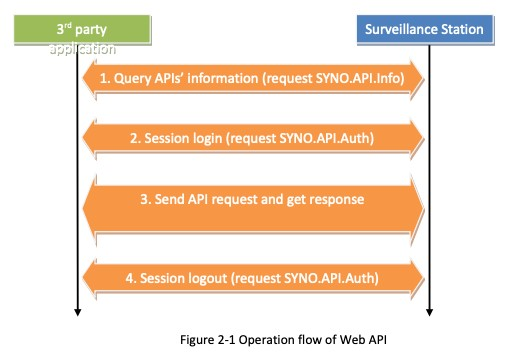 3rd party
application
Surveillance Station
1. Query APIs’ information (request SYNO.API.Info)
2. Session login (request SYNO.API.Auth)
3. Send API request and get response
4. Session logout (request SYNO.API.Auth)
Figure 2-1 Operation flow of Web API